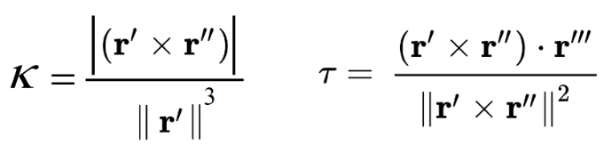 κ = |(r′ × r″)| / ‖ r′ ‖³
τ = (r′ × r″) · r‴ / ‖r′ × r″‖²